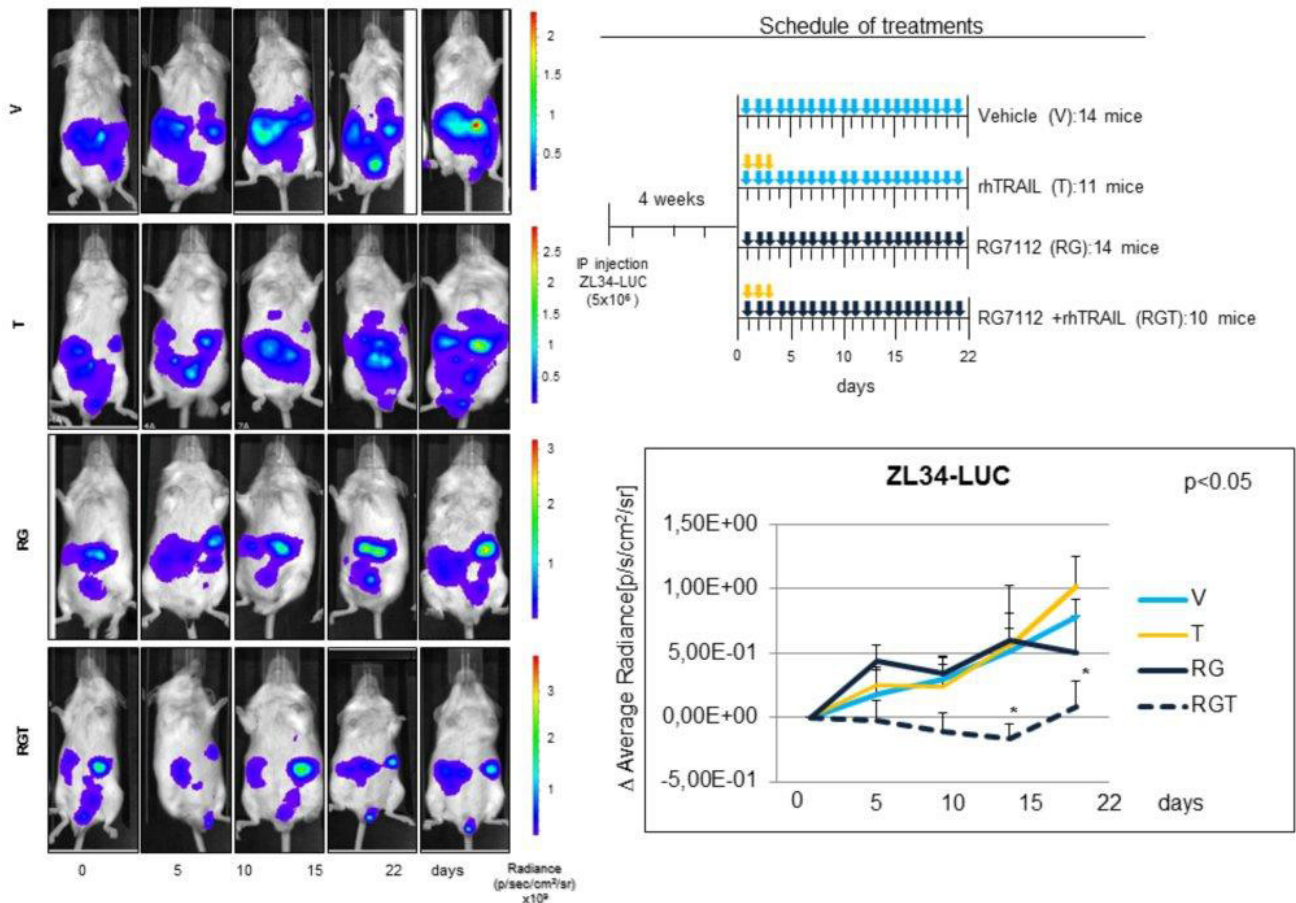 V
2
1.5
1
0.5
T
2.5
2
1.5
1
0.5
RG
3
2
1
RGT
3
2
1
0 5 10 15 22 days
Radiance
(p/sec/cm²/sr)
x10⁹
Schedule of treatments
4 weeks
IP injection
ZL34-LUC
(5x10⁶)
Vehicle (V):14 mice
rhTRAIL (T):11 mice
RG7112 (RG):14 mice
RG7112 +rhTRAIL (RGT):10 mice
0 5 10 15 22
days
ZL34-LUC
p<0.05
Δ Average Radiance[p/s/cm²/sr]
1,50E+00
1,00E+00
5,00E-01
0,00E+00
-5,00E-01
*
*
0 5 10 15 22 days
V
T
RG
RGT